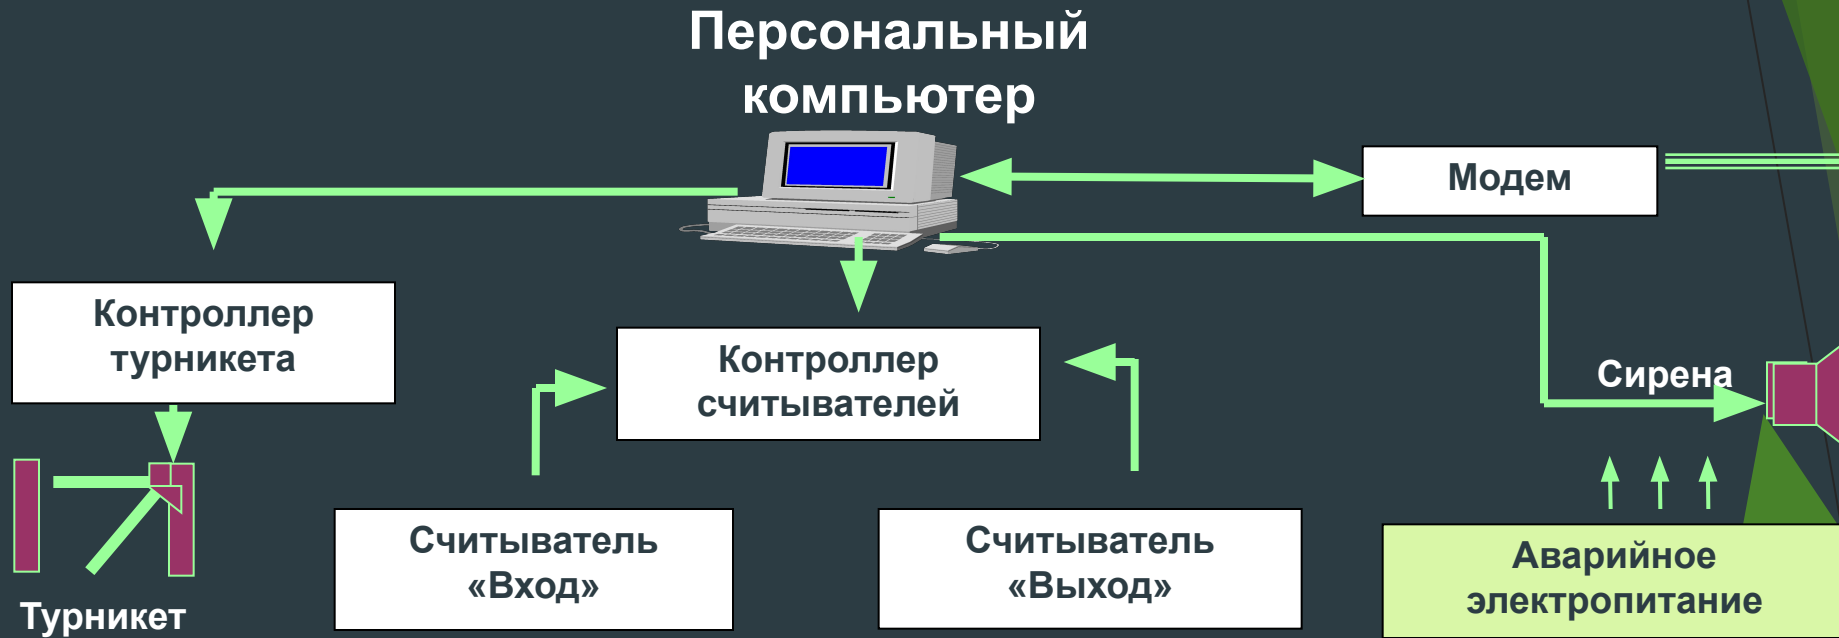 Персональный
компьютер
Модем
Контроллер
турникета
Контроллер
считывателей
Сирена
Считыватель
«Вход»
Считыватель
«Выход»
Аварийное
электропитание
Турникет